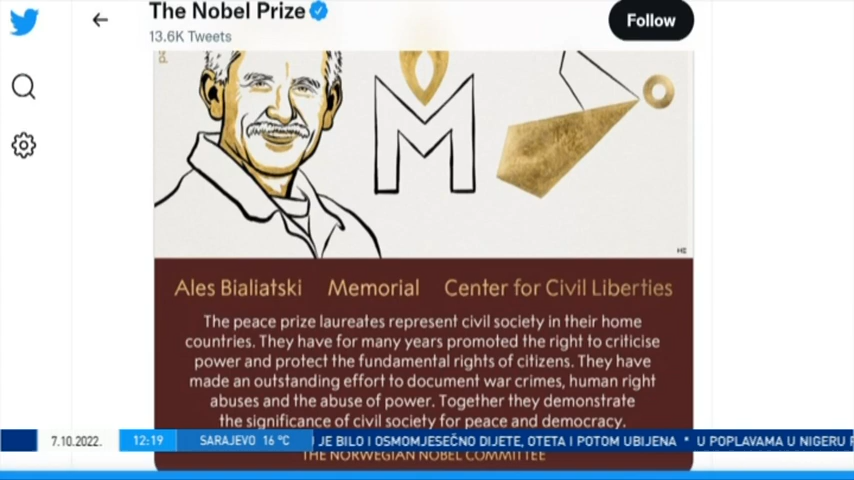 The Nobel Prize
13.6K Tweets
Follow
Ales Bialiatski Memorial Center for Civil Liberties
The peace prize laureates represent civil society in their home
countries. They have for many years promoted the right to criticise
power and protect the fundamental rights of citizens. They have
made an outstanding effort to document war crimes, human right
abuses and the abuse of power. Together they demonstrate
the significance of civil society for peace and democracy.
7.10.2022. 12:19 SARAJEVO 16 °C JE BILO I OSMOMJESEČNO DIJETE, OTETA I POTOM UBIJENA * U POPLAVAMA U NIGERU
THE NORWEGIAN NOBEL COMMITTEE